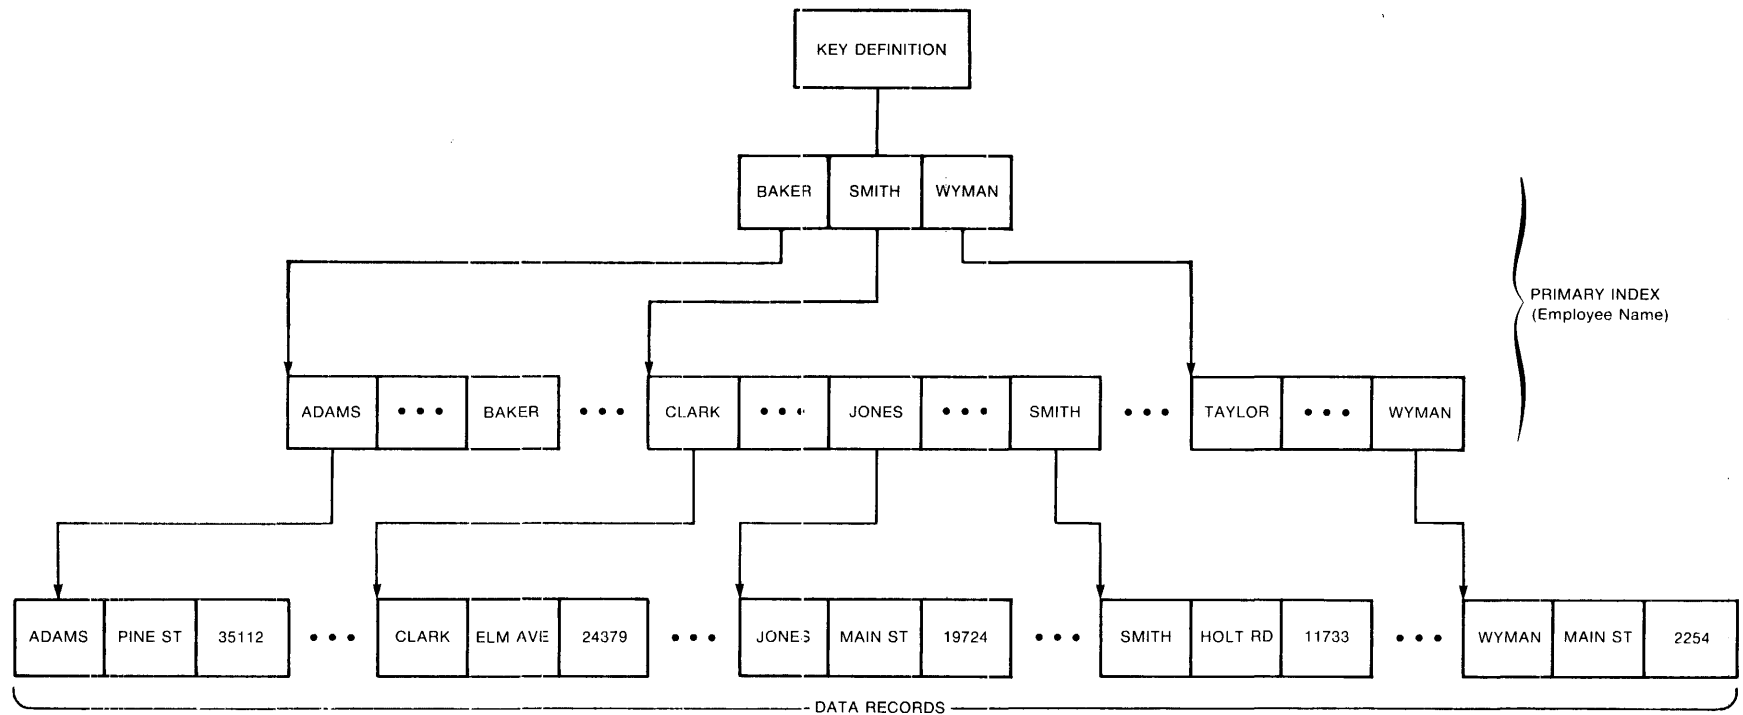 KEY DEFINITION
BAKER SMITH WYMAN
PRIMARY INDEX
(Employee Name)
ADAMS • • • BAKER • • • CLARK • • • JONES • • • SMITH • • • TAYLOR • • • WYMAN
ADAMS PINE ST 35112 • • • CLARK ELM AVE 24379 • • • JONES MAIN ST 19724 • • • SMITH HOLT RD 11733 • • • WYMAN MAIN ST 2254
DATA RECORDS